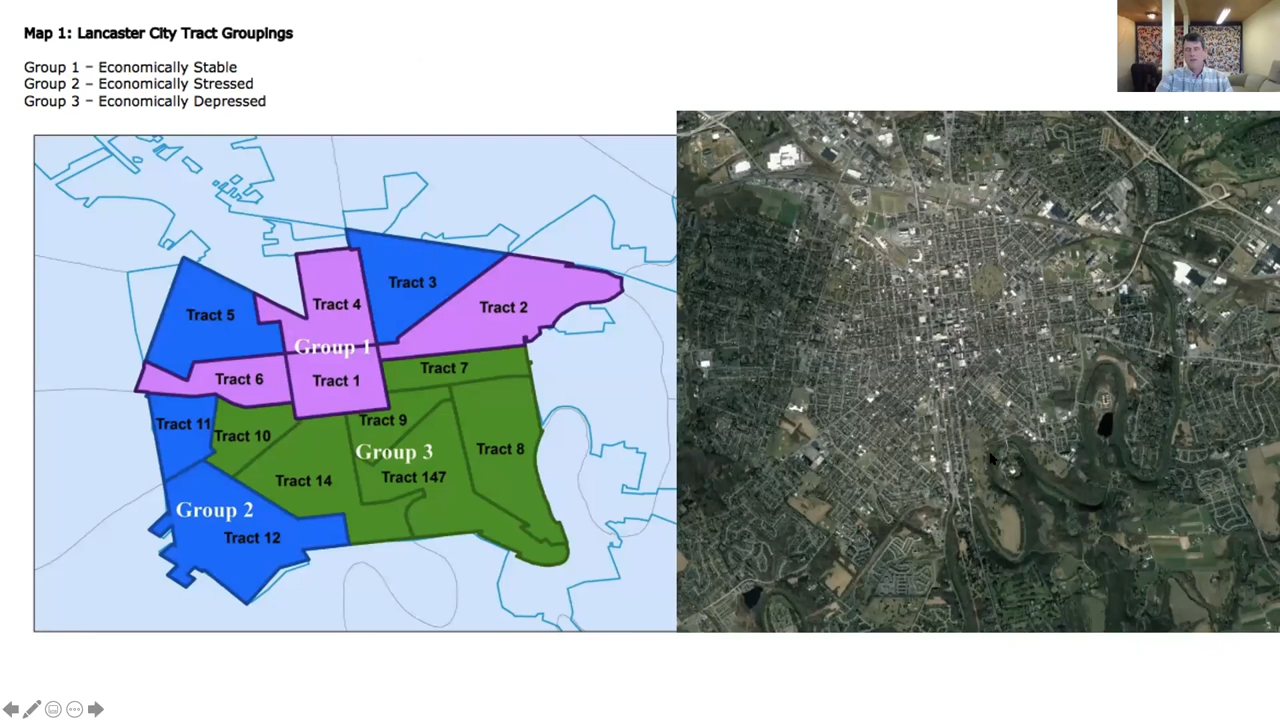 Map 1: Lancaster City Tract Groupings
Group 1 – Economically Stable
Group 2 – Economically Stressed
Group 3 – Economically Depressed
Tract 3
Tract 4
Tract 2
Tract 5
Group 1
Tract 7
Tract 6
Tract 1
Tract 9
Tract 11
Tract 10
Group 3
Tract 8
Tract 147
Tract 14
Group 2
Tract 12